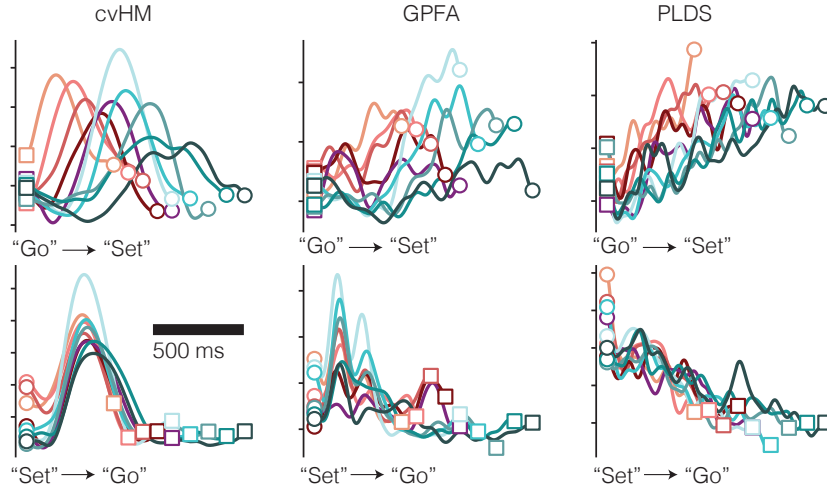 cvHM GPFA PLDS
“Go” → “Set” “Go” → “Set” “Go” → “Set”
500 ms
“Set” → “Go” “Set” → “Go” “Set” → “Go”